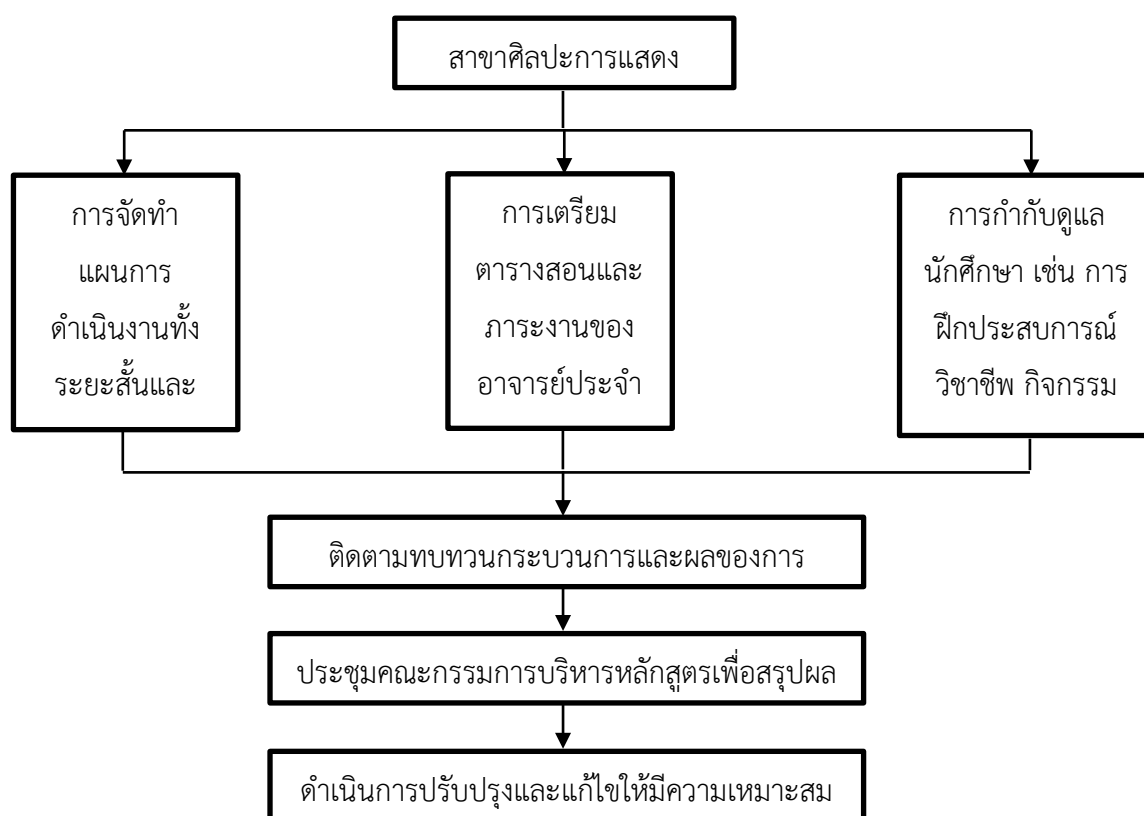 สาขาศิลปะการแสดง
การจัดทำ
แผนการ
ดำเนินงานทั้ง
ระยะสั้นและ
การเตรียม
ตารางสอนและ
ภาระงานของ
อาจารย์ประจำ
การกำกับดูแล
นักศึกษา เช่น การ
ฝึกประสบการณ์
วิชาชีพ กิจกรรม
ติดตามทบทวนกระบวนการและผลของการ
ประชุมคณะกรรมการบริหารหลักสูตรเพื่อสรุปผล
ดำเนินการปรับปรุงและแก้ไขให้มีความเหมาะสม